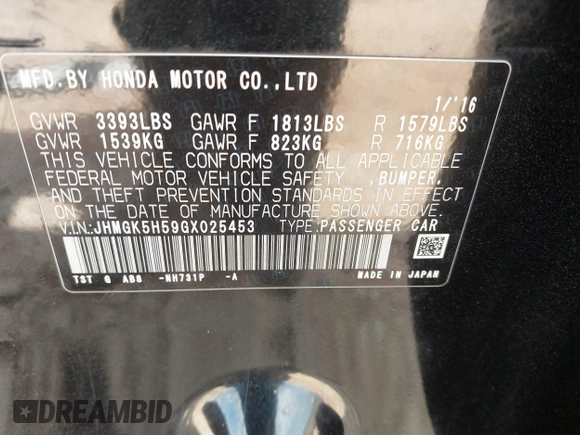 MFD.BY HONDA MOTOR CO.,LTD
1/'16
GVWR 3393LBS GAWR F 1813LBS R 1579LBS
GVWR 1539KG GAWR F 823KG R 716KG
THIS VEHICLE CONFORMS TO ALL APPLICABLE
FEDERAL MOTOR VEHICLE SAFETY ,BUMPER,
AND THEFT PREVENTION STANDARDS IN EFFECT
ON THE DATE OF MANUFACTURE SHOWN ABOVE.
V.I.N.:JHMGK5H59GX025453 TYPE:PASSENGER CAR
TST G AB8 -NH731P -A MADE IN JAPAN
DREAMBID